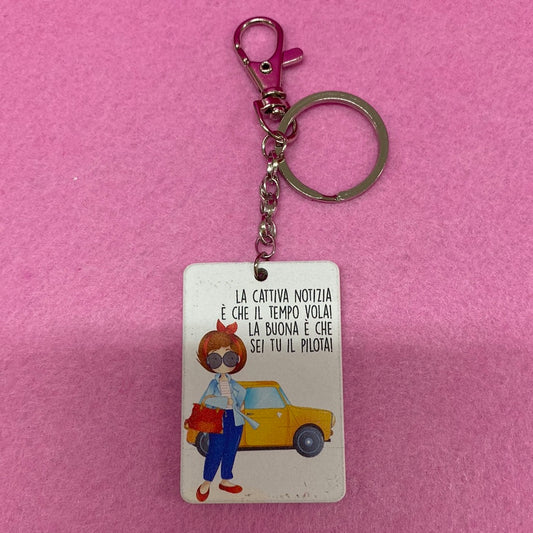 LA CATTIVA NOTIZIA
È CHE IL TEMPO VOLA!
LA BUONA È CHE
SEI TU IL PILOTA!